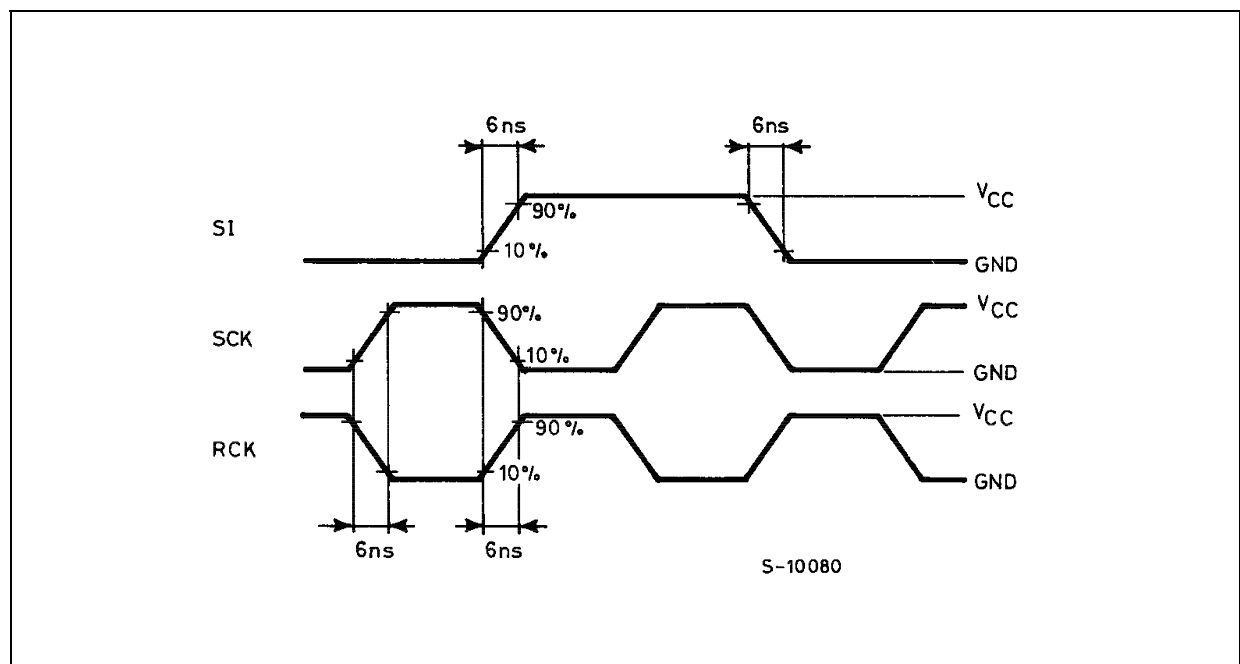 6ns 6ns
VCC
90%
SI
10%
GND
VCC
90%
SCK
10%
GND
VCC
90%
RCK
10%
GND
6ns 6ns
S-10080